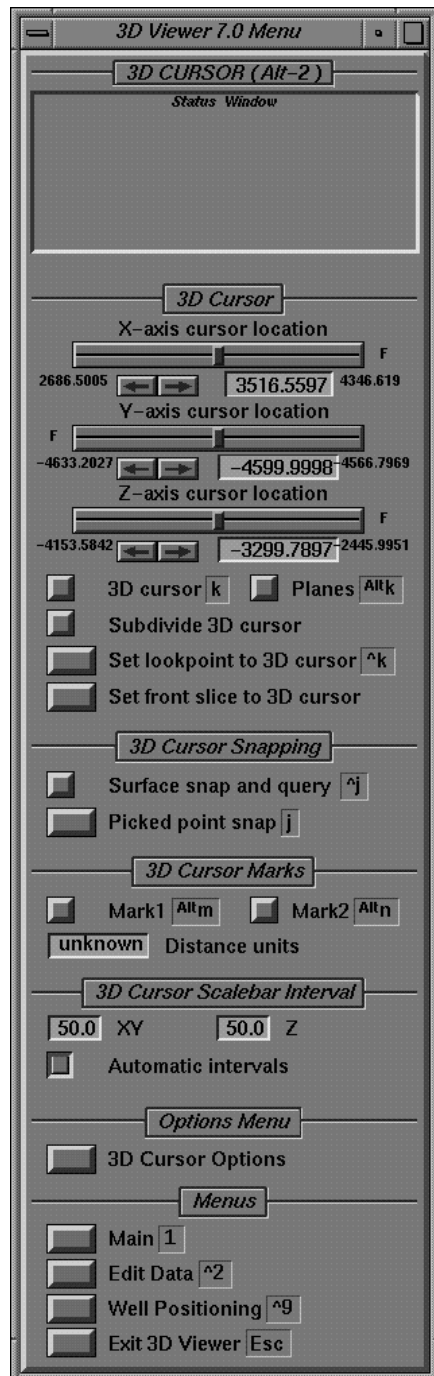 3D Viewer 7.0 Menu
3D CURSOR ( Alt-2 )
Status Window
3D Cursor
X-axis cursor location
F
2686.5005 3516.5597 4346.619
Y-axis cursor location
F
-4633.2027 -4599.9998 -4566.7969
Z-axis cursor location
F
-4153.5842 -3299.7897 -2445.9951
3D cursor k Planes Altk
Subdivide 3D cursor
Set lookpoint to 3D cursor ^k
Set front slice to 3D cursor
3D Cursor Snapping
Surface snap and query ^j
Picked point snap j
3D Cursor Marks
Mark1 Altm Mark2 Altn
unknown Distance units
3D Cursor Scalebar Interval
50.0 XY 50.0 Z
Automatic intervals
Options Menu
3D Cursor Options
Menus
Main 1
Edit Data ^2
Well Positioning ^9
Exit 3D Viewer Esc